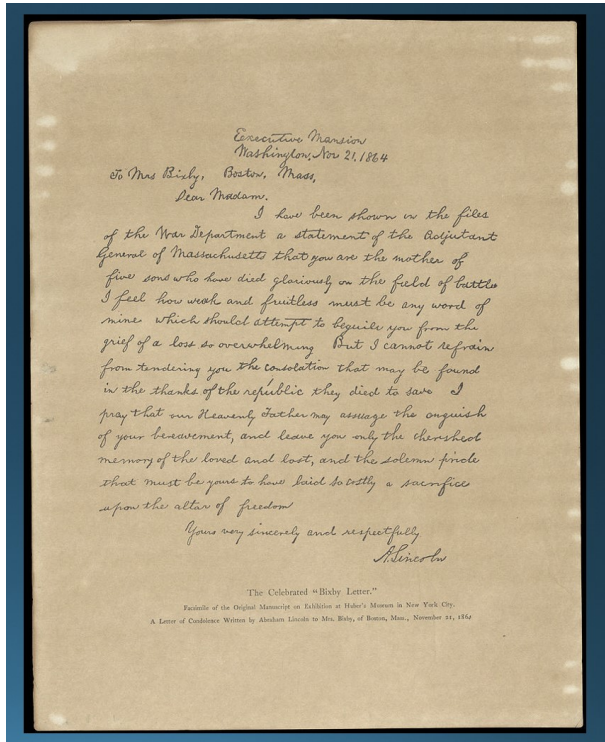 Executive Mansion
Washington, Nov 21, 1864
To Mrs Bixby, Boston, Mass,
Dear Madam.
I have been shown in the files
of the War Department a statement of the Adjutant
General of Massachusetts that you are the mother of
five sons who have died gloriously on the field of battle
I feel how weak and fruitless must be any word of
mine which should attempt to beguile you from the
grief of a loss so overwhelming But I cannot refrain
from tendering you the consolation that may be found
in the thanks of the republic they died to save I
pray that our Heavenly Father may assuage the anguish
of your bereavement, and leave you only the cherished
memory of the loved and lost, and the solemn pride
that must be yours to have laid so costly a sacrifice
upon the altar of freedom
Yours very sincerely and respectfully
A. Lincoln
The Celebrated "Bixby Letter."
Facsimile of the Original Manuscript on Exhibition at Huber's Museum in New York City.
A Letter of Condolence Written by Abraham Lincoln to Mrs. Bixby, of Boston, Mass., November 21, 1864